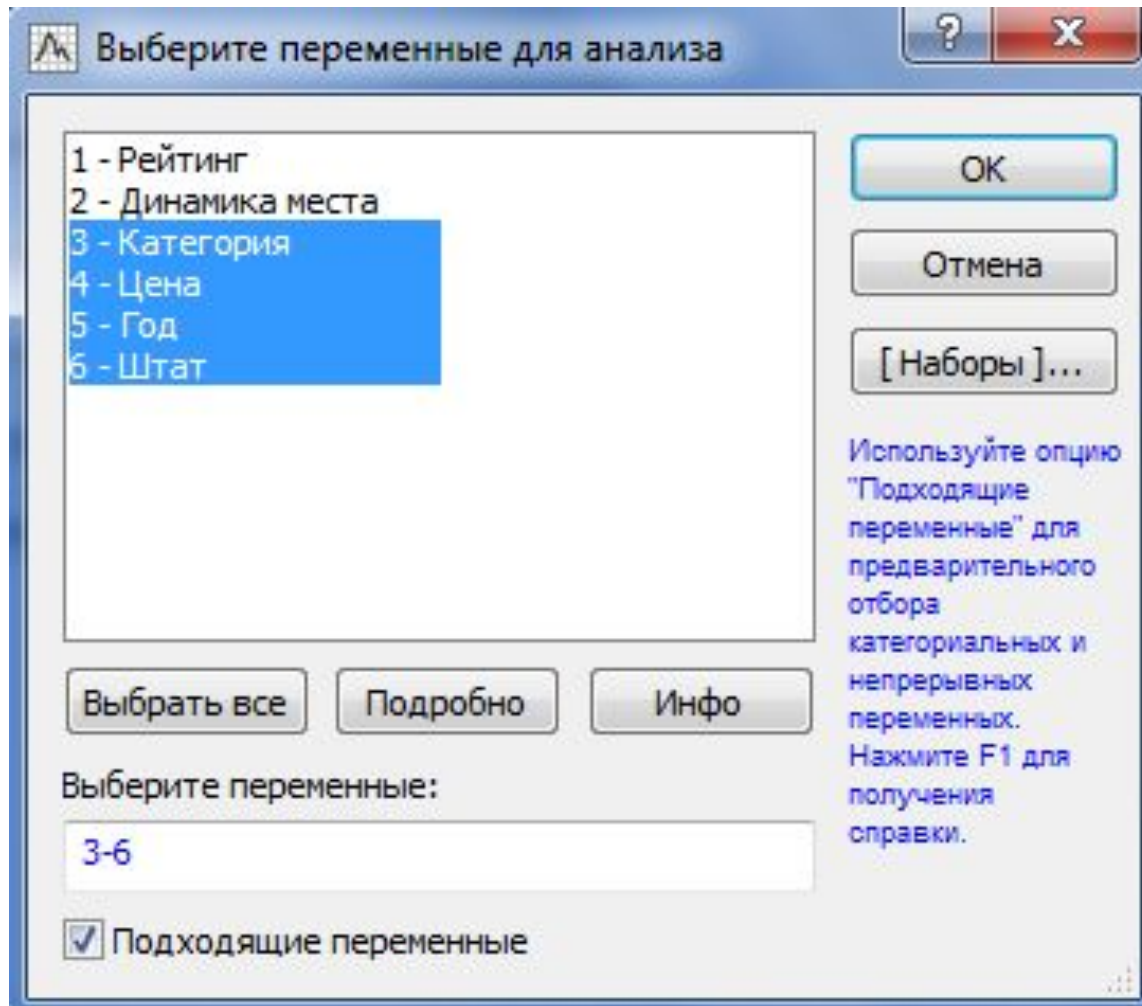 Выберите переменные для анализа
?
X
1 - Рейтинг
2 - Динамика места
3 - Категория
4 - Цена
5 - Год
6 - Штат
ОК
Отмена
[ Наборы ]...
Используйте опцию
"Подходящие
переменные" для
предварительного
отбора
категориальных и
непрерывных
переменных.
Нажмите F1 для
получения
справки.
Выбрать все
Подробно
Инфо
Выберите переменные:
3-6
Подходящие переменные